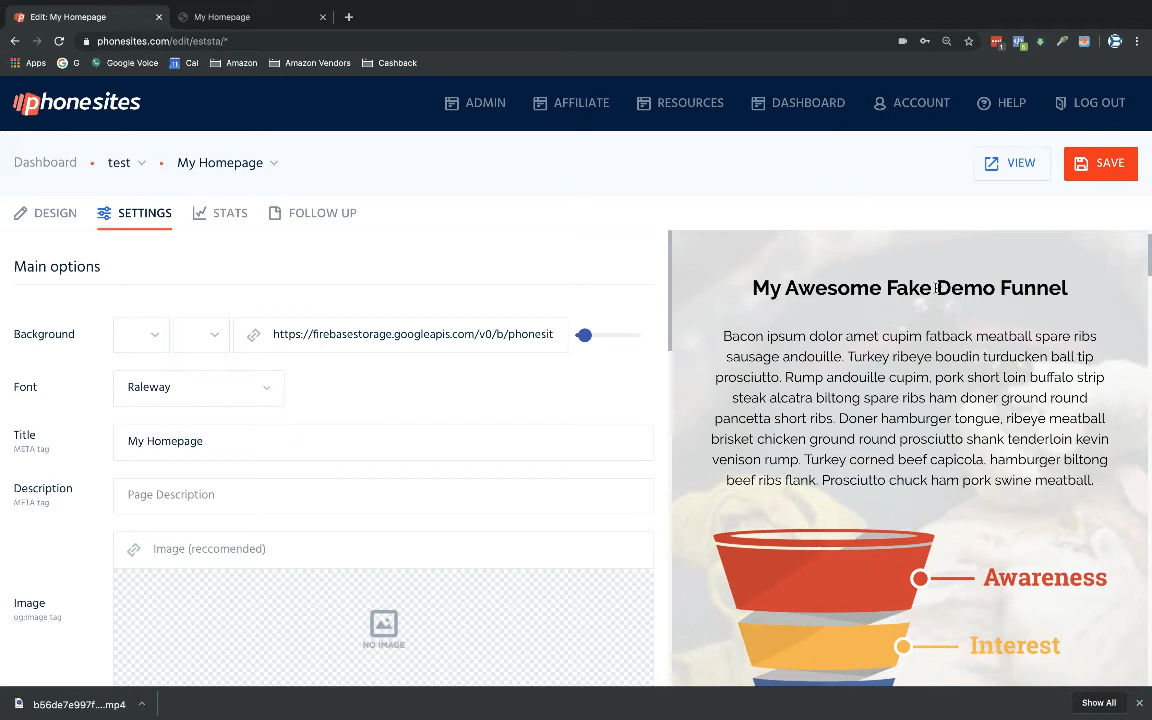 Edit: My Homepage
My Homepage
phonesites.com/edit/eststa/*
Apps
G
Google Voice
Cal
Amazon
Amazon Vendors
Cashback
phonesites
ADMIN
AFFILIATE
RESOURCES
DASHBOARD
ACCOUNT
HELP
LOG OUT
Dashboard
test
My Homepage
VIEW
SAVE
DESIGN
SETTINGS
STATS
FOLLOW UP
Main options
Background
https://firebasestorage.googleapis.com/v0/b/phonesit
Font
Raleway
Title
META tag
My Homepage
Description
META tag
Page Description
Image (reccomended)
Image
og:image tag
NO IMAGE
My Awesome Fake Demo Funnel
Bacon ipsum dolor amet cupim fatback meatball spare ribs
sausage andouille. Turkey ribeye boudin turducken ball tip
prosciutto. Rump andouille cupim, pork short loin buffalo strip
steak alcatra biltong spare ribs ham doner ground round
pancetta short ribs. Doner hamburger tongue, ribeye meatball
brisket chicken ground round prosciutto shank tenderloin kevin
venison rump. Turkey corned beef capicola, hamburger biltong
beef ribs flank. Prosciutto chuck ham pork swine meatball.
Awareness
Interest
b56de7e997f....mp4
Show All